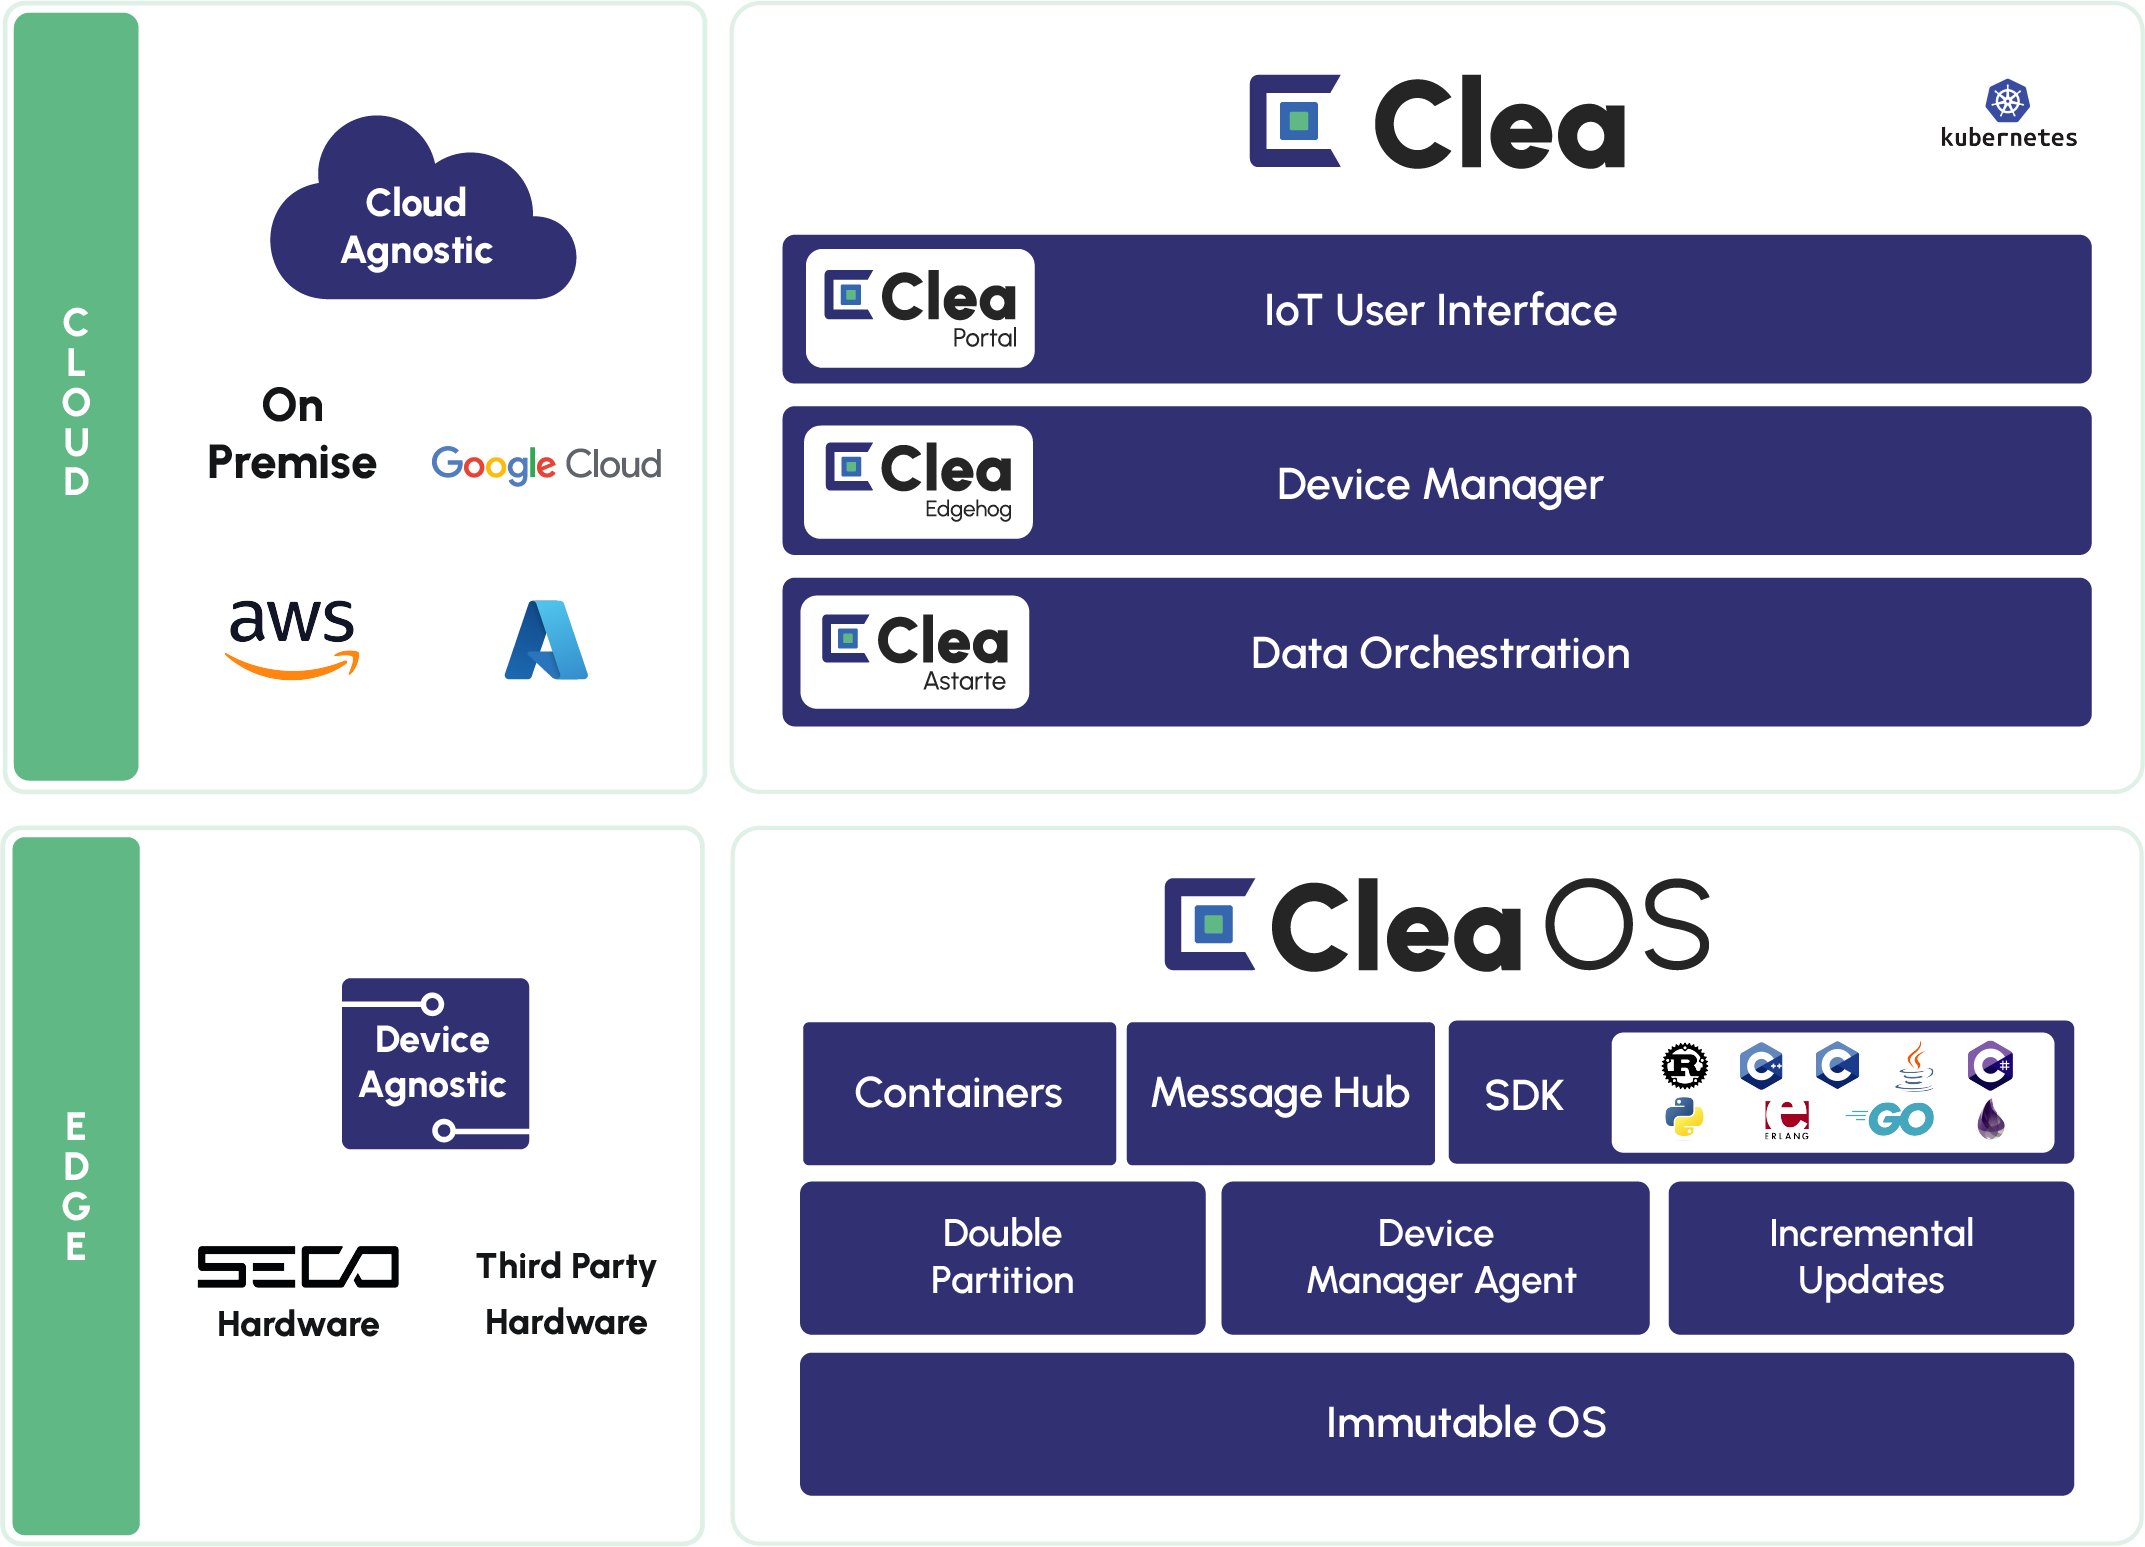 CLOUD
Cloud
Agnostic
On
Premise
Google Cloud
aws
Clea
kubernetes
Clea
Portal
IoT User Interface
Clea
Edgehog
Device Manager
Clea
Astarte
Data Orchestration
EDGE
Device
Agnostic
SECO
Hardware
Third Party
Hardware
Clea OS
Containers
Message Hub
SDK
R
C++
C
C#
e
ERLANG
GO
Double
Partition
Device
Manager Agent
Incremental
Updates
Immutable OS